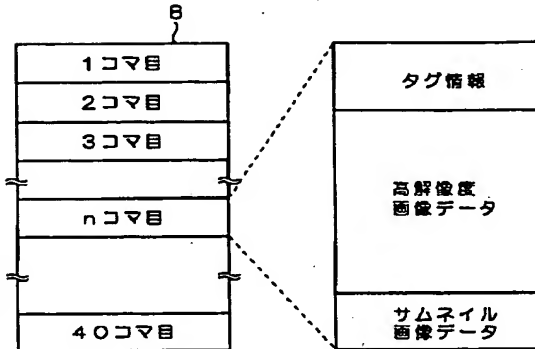 B
1コマ目
2コマ目
3コマ目
nコマ目
40コマ目
タグ情報
高解像度
画像データ
サムネイル
画像データ